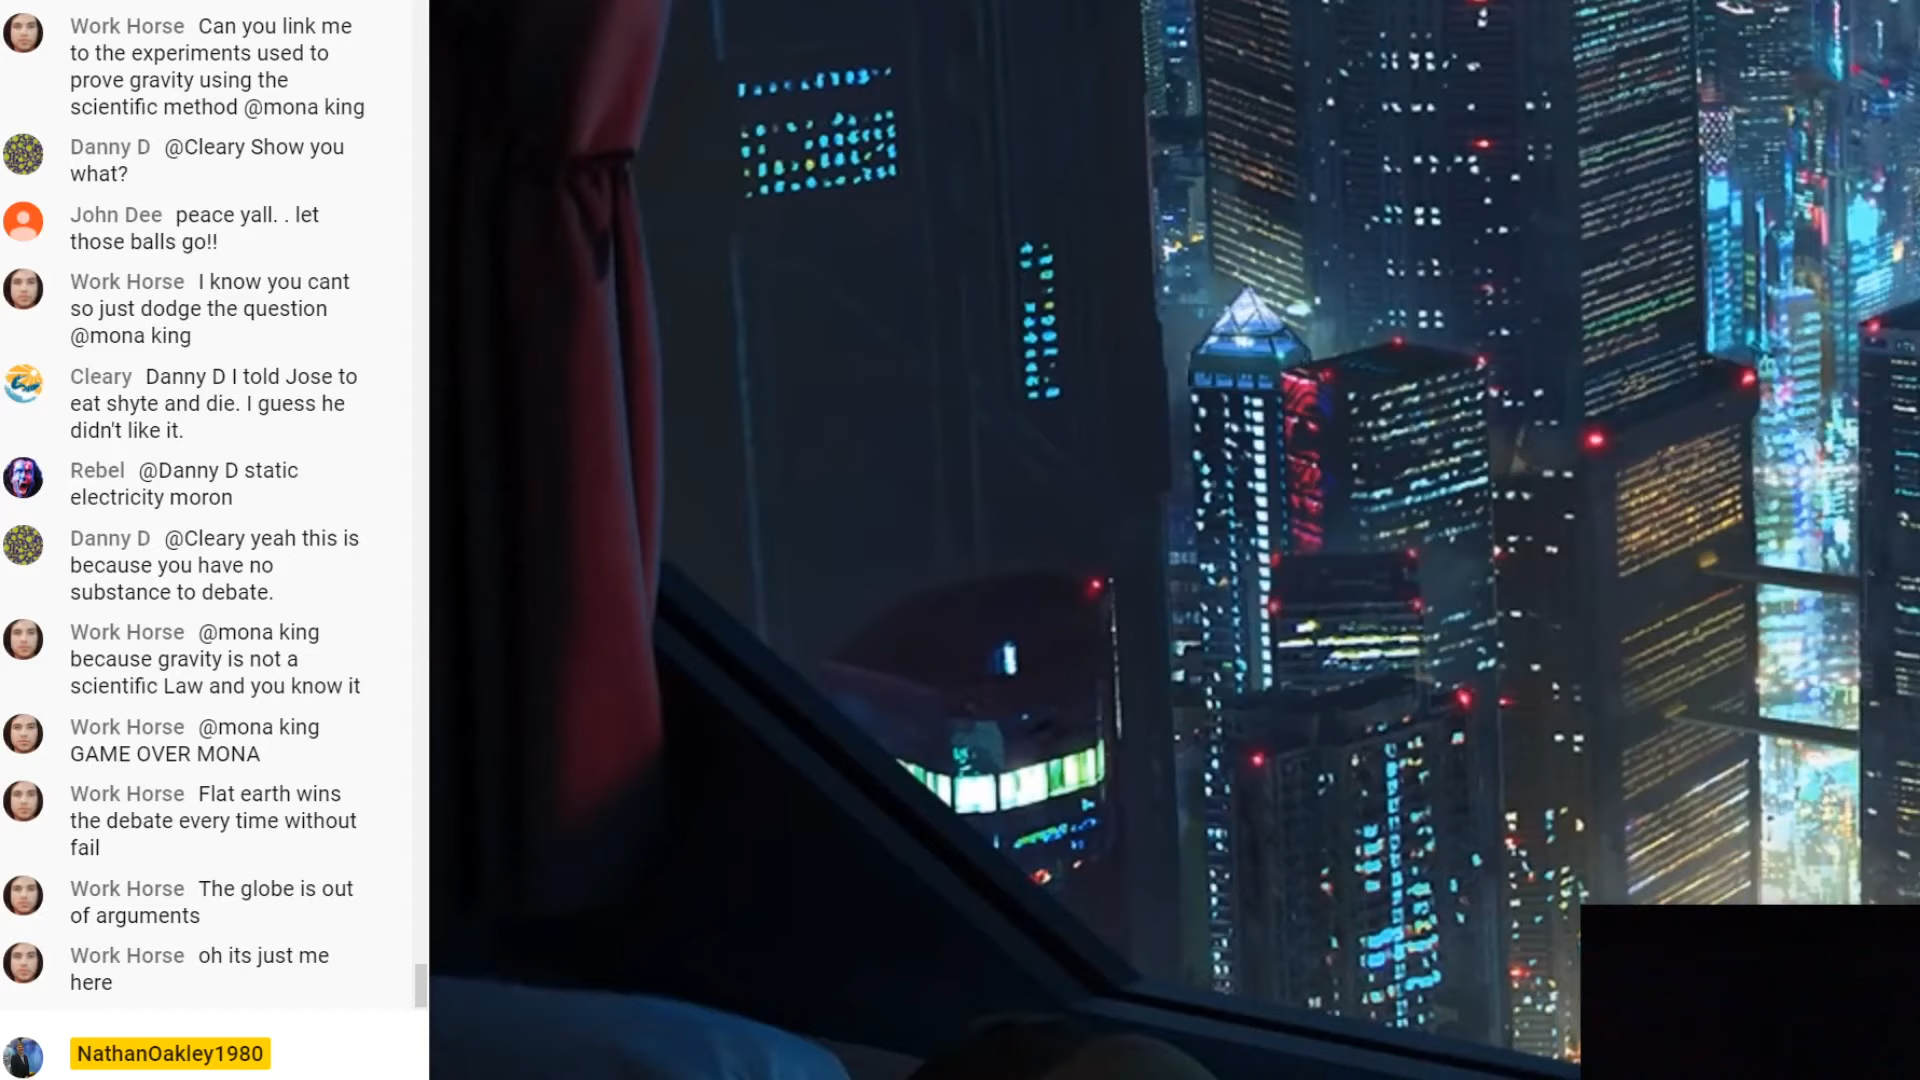 Work Horse Can you link me
to the experiments used to
prove gravity using the
scientific method @mona king
Danny D @Cleary Show you
what?
John Dee peace yall. . let
those balls go!!
Work Horse I know you cant
so just dodge the question
@mona king
Cleary Danny D I told Jose to
eat shyte and die. I guess he
didn't like it.
Rebel @Danny D static
electricity moron
Danny D @Cleary yeah this is
because you have no
substance to debate.
Work Horse @mona king
because gravity is not a
scientific Law and you know it
Work Horse @mona king
GAME OVER MONA
Work Horse Flat earth wins
the debate every time without
fail
Work Horse The globe is out
of arguments
Work Horse oh its just me
here
NathanOakley1980